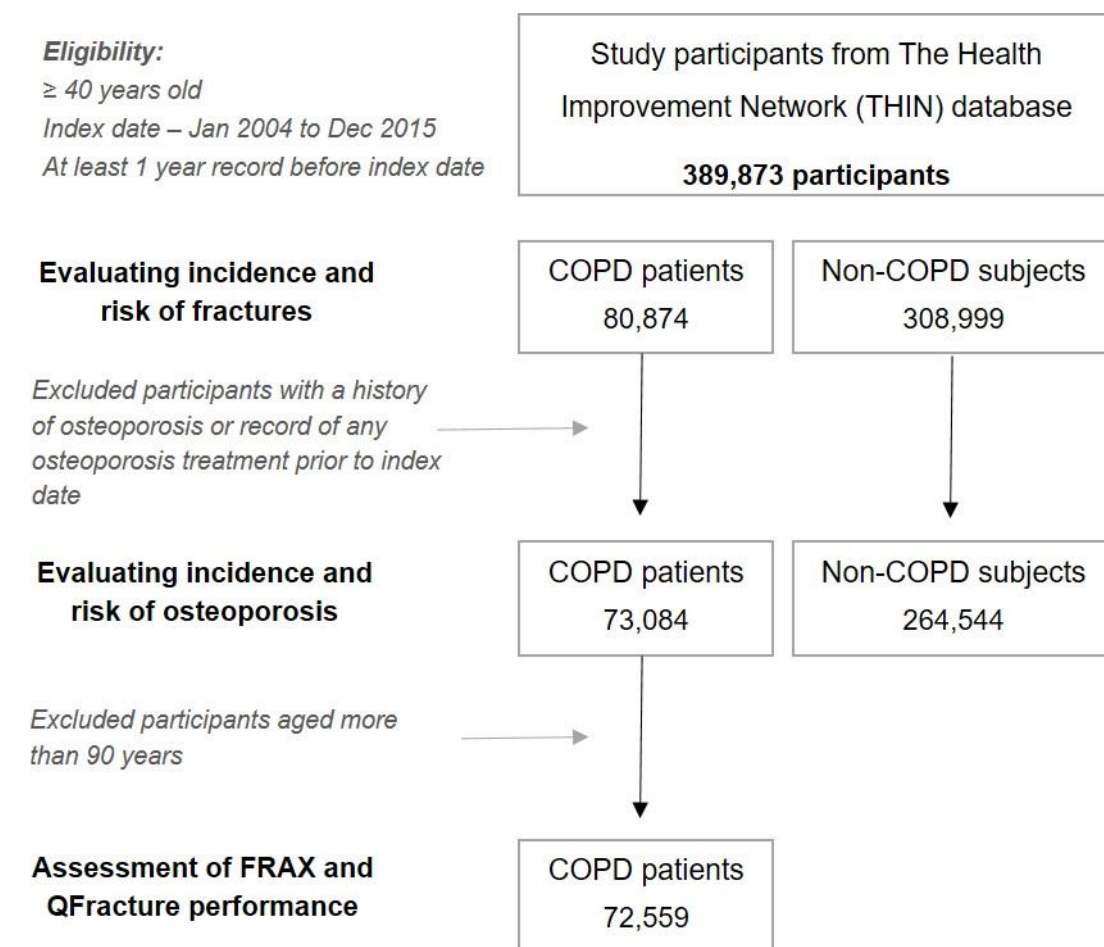 Eligibility:
≥ 40 years old
Index date – Jan 2004 to Dec 2015
At least 1 year record before index date
Study participants from The Health
Improvement Network (THIN) database
389,873 participants
Evaluating incidence and
risk of fractures
COPD patients
80,874
Non-COPD subjects
308,999
Excluded participants with a history
of osteoporosis or record of any
osteoporosis treatment prior to index
date
Evaluating incidence and
risk of osteoporosis
COPD patients
73,084
Non-COPD subjects
264,544
Excluded participants aged more
than 90 years
Assessment of FRAX and
QFracture performance
COPD patients
72,559